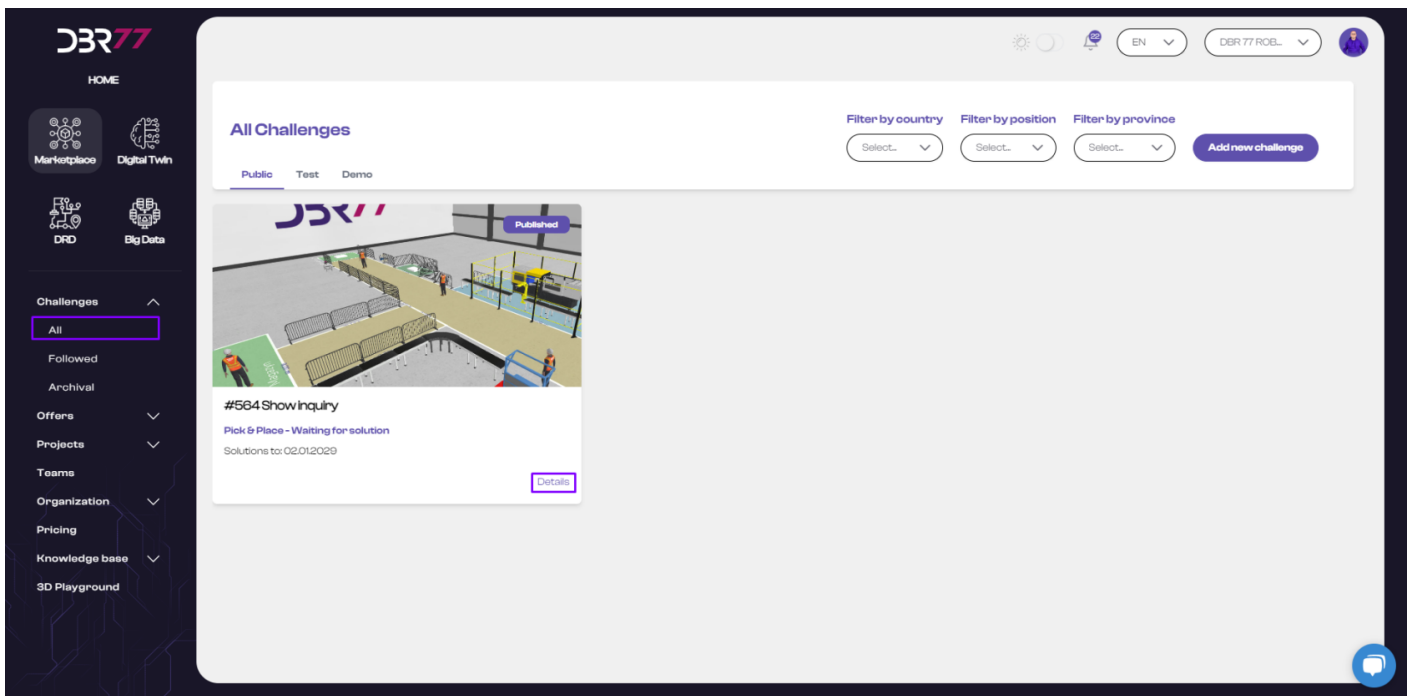 DBR77
HOME
Marketplace
Digital Twin
DRD
Big Data
Challenges
All
Followed
Archival
Offers
Projects
Teams
Organization
Pricing
Knowledge base
3D Playground
22
EN
DBR 77 ROB...
All Challenges
Filter by country
Filter by position
Filter by province
Select...
Select...
Select...
Add new challenge
Public
Test
Demo
DBR77
Published
#564 Show inquiry
Pick & Place - Waiting for solution
Solutions to: 02.01.2029
Details